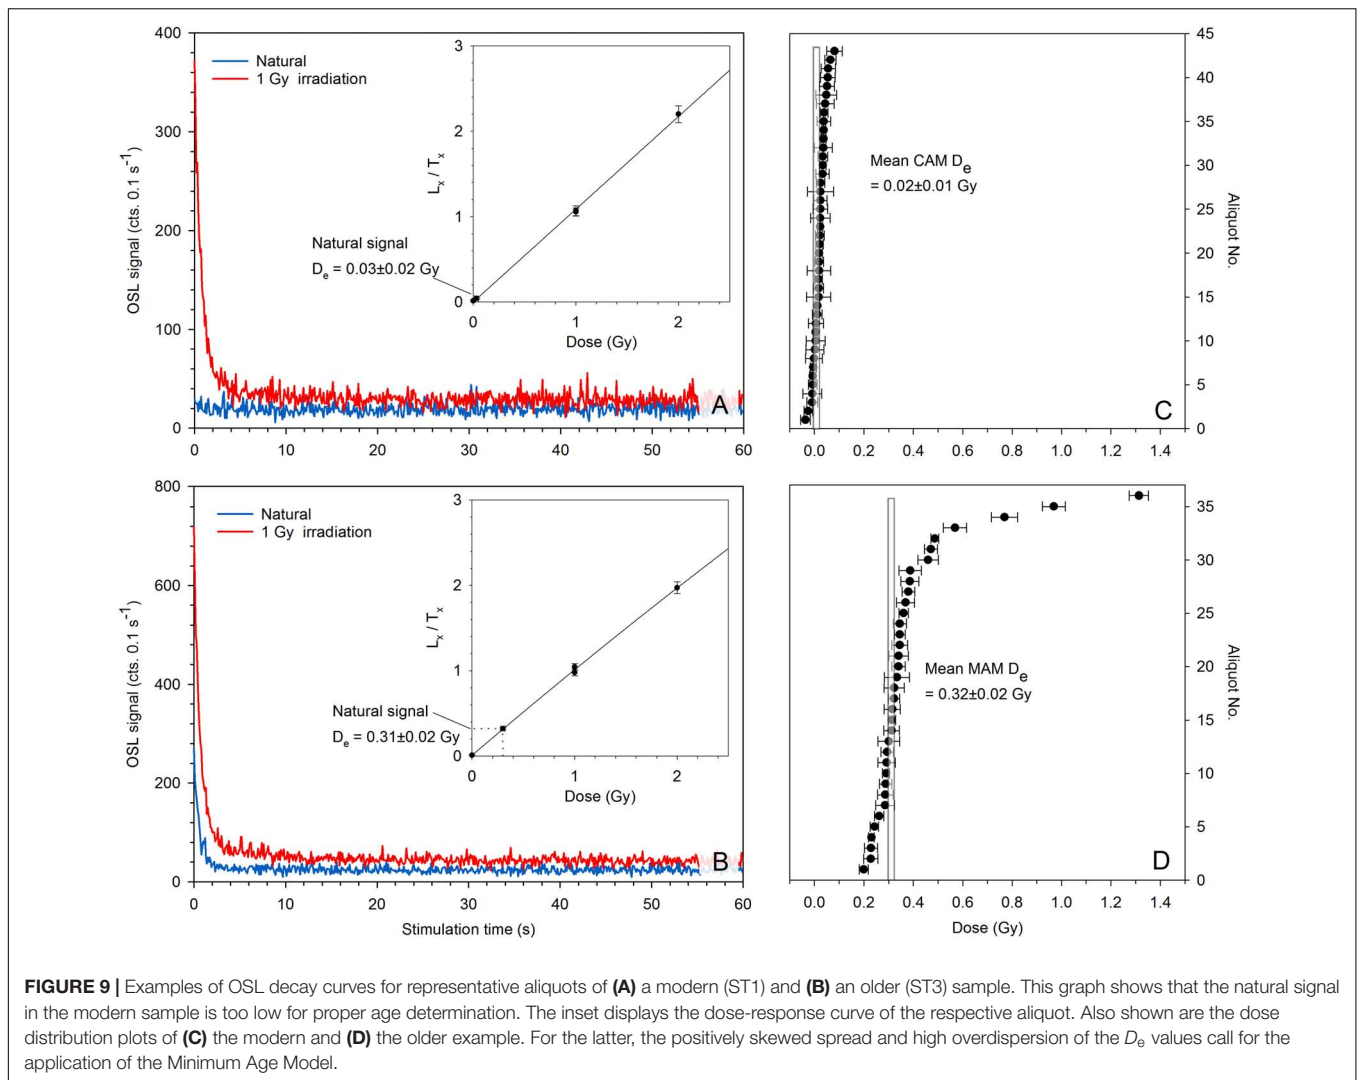 400
300
200
100
0
OSL signal (cts. 0.1 s-1)
Natural
1 Gy irradiation
3
2
1
0
Lx / Tx
Natural signal
De = 0.03±0.02 Gy
0 1 2
Dose (Gy)
A
0 10 20 30 40 50 60
45
40
35
30
25
20
15
10
5
0
Aliquot No.
Mean CAM De
= 0.02±0.01 Gy
C
0.0 0.2 0.4 0.6 0.8 1.0 1.2 1.4
800
600
400
200
0
OSL signal (cts. 0.1 s-1)
Natural
1 Gy irradiation
3
2
1
0
Lx / Tx
Natural signal
De = 0.31±0.02 Gy
0 1 2
Dose (Gy)
B
0 10 20 30 40 50 60
Stimulation time (s)
35
30
25
20
15
10
5
0
Aliquot No.
Mean MAM De
= 0.32±0.02 Gy
D
0.0 0.2 0.4 0.6 0.8 1.0 1.2 1.4
Dose (Gy)
FIGURE 9 | Examples of OSL decay curves for representative aliquots of (A) a modern (ST1) and (B) an older (ST3) sample. This graph shows that the natural signal
in the modern sample is too low for proper age determination. The inset displays the dose-response curve of the respective aliquot. Also shown are the dose
distribution plots of (C) the modern and (D) the older example. For the latter, the positively skewed spread and high overdispersion of the De values call for the
application of the Minimum Age Model.